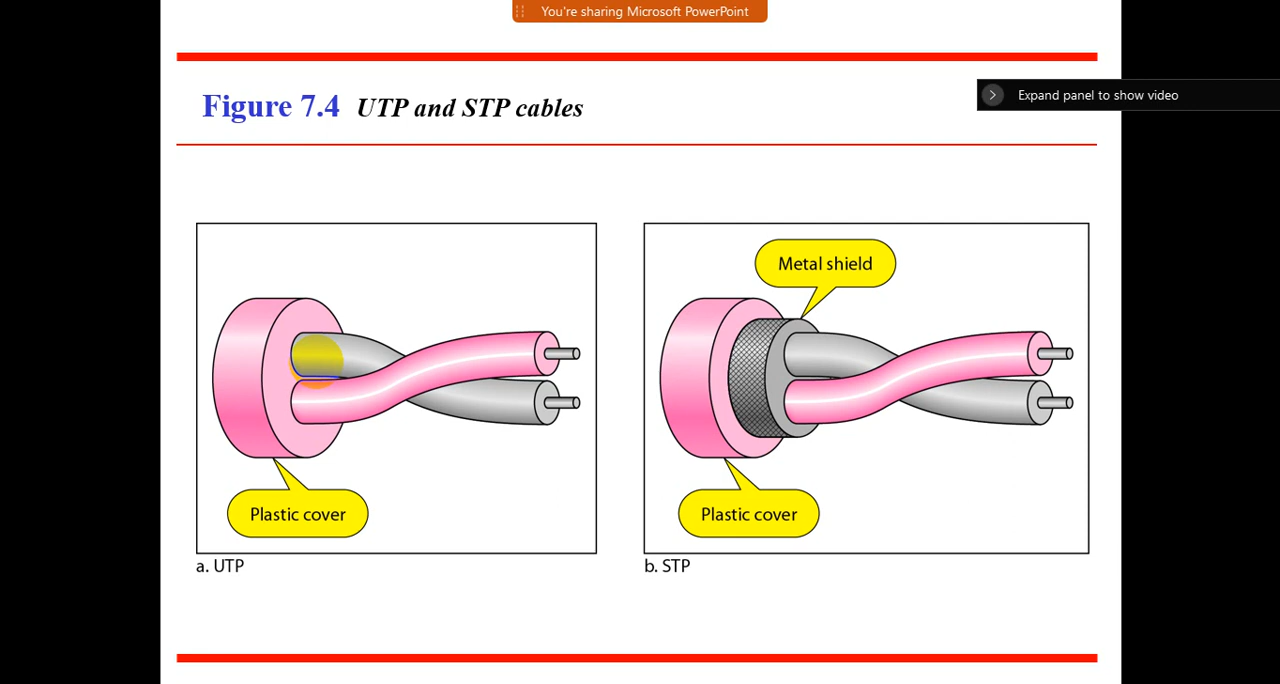 You're sharing Microsoft PowerPoint
Expand panel to show video
Figure 7.4 UTP and STP cables
Metal shield
Plastic cover
Plastic cover
a. UTP
b. STP